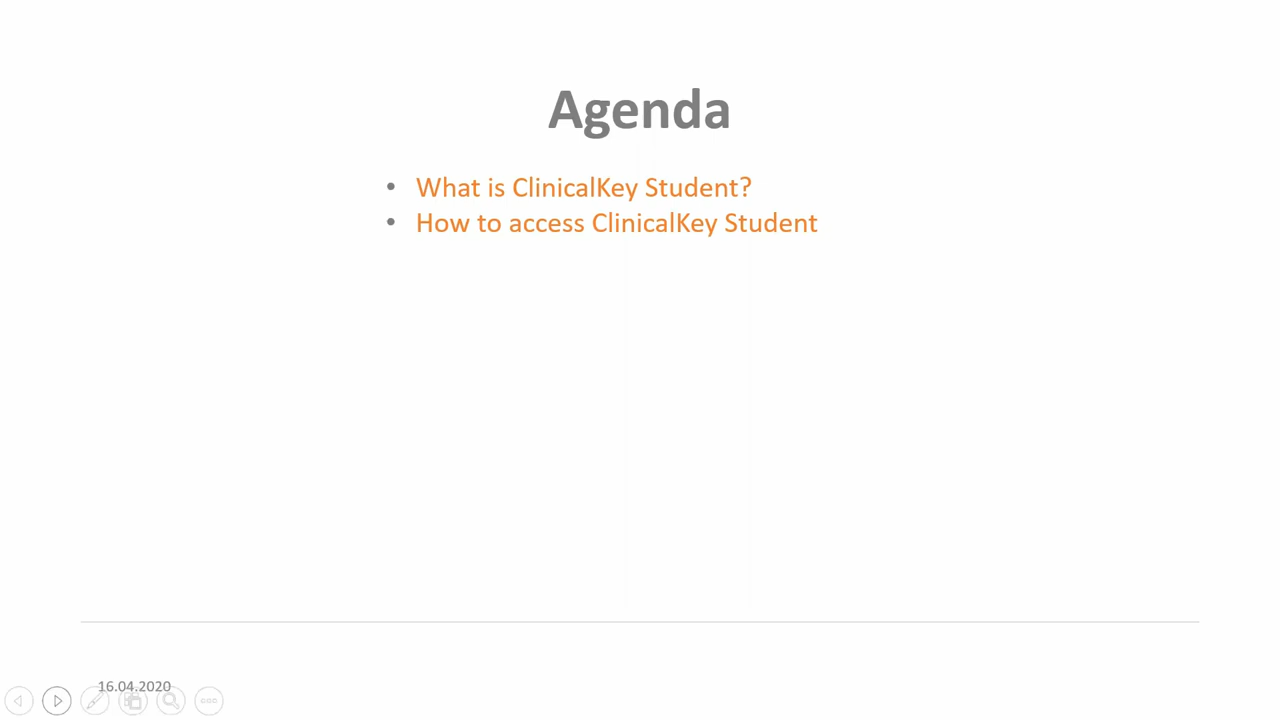 Agenda
• What is ClinicalKey Student?
• How to access ClinicalKey Student
16.04.2020